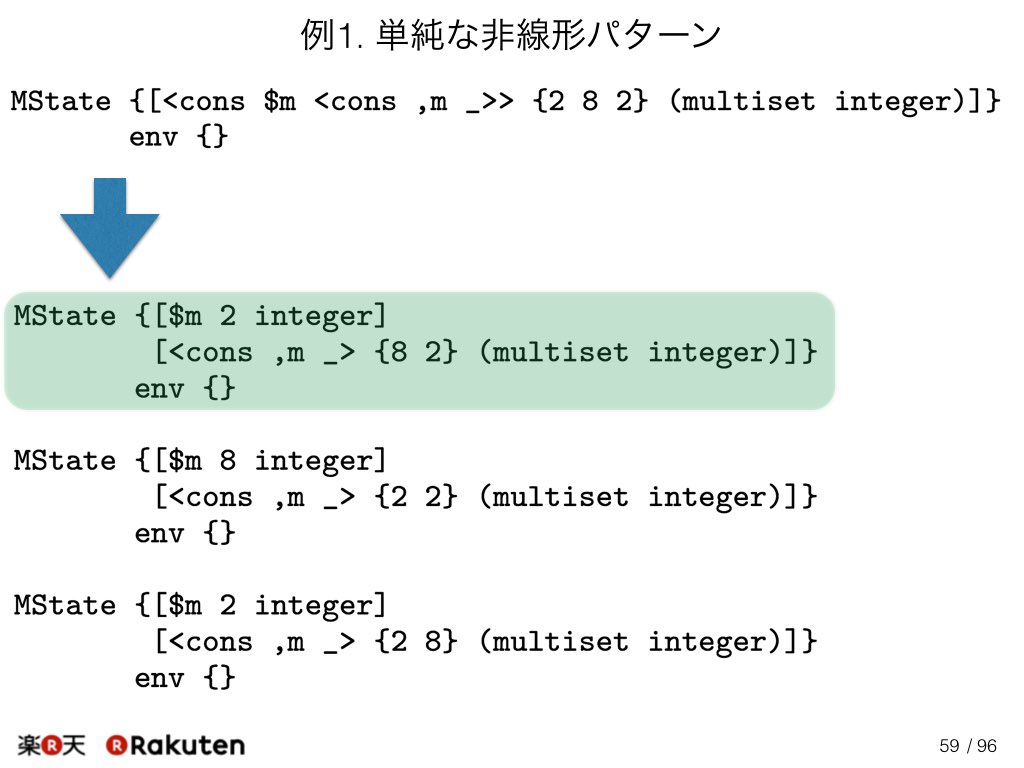 例1. 単純な非線形パターン
MState {[<cons $m <cons ,m _>> {2 8 2} (multiset integer)]}
env {}
MState {[$m 2 integer]
[<cons ,m _> {8 2} (multiset integer)]}
env {}
MState {[$m 8 integer]
[<cons ,m _> {2 2} (multiset integer)]}
env {}
MState {[$m 2 integer]
[<cons ,m _> {2 8} (multiset integer)]}
env {}
楽R天 R Rakuten
59 / 96